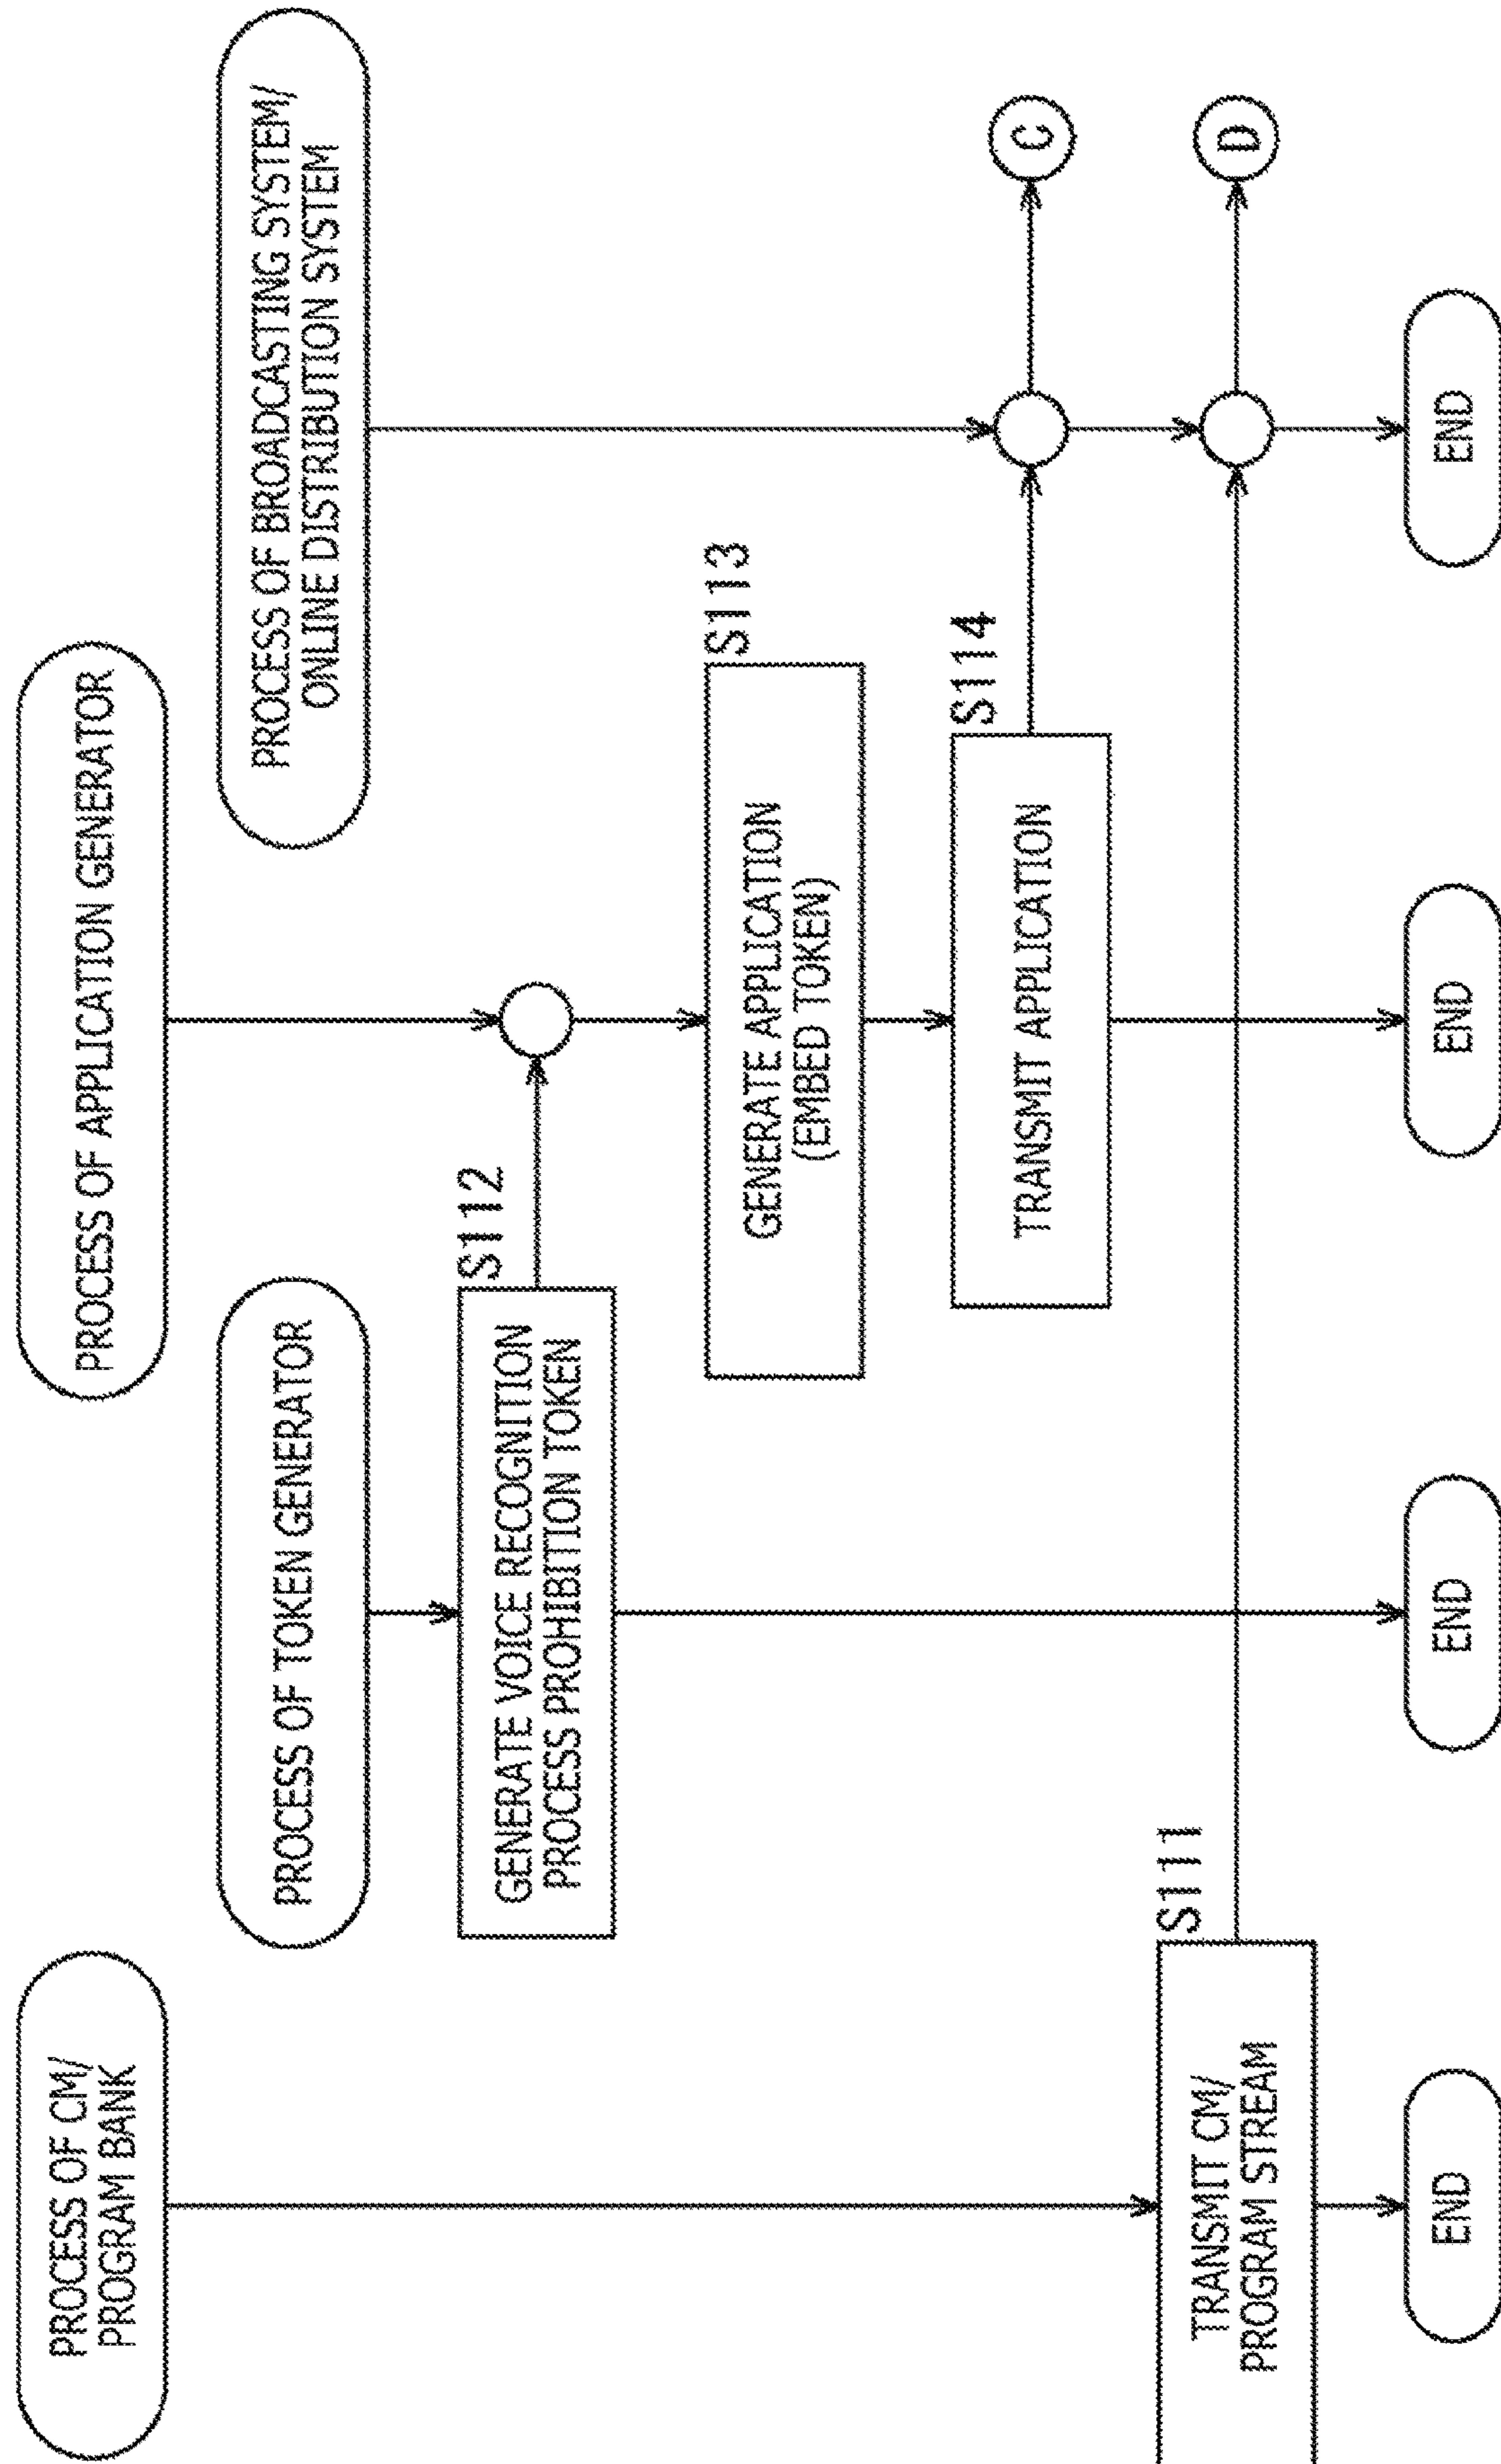 PROCESS OF CM/
PROGRAM BANK
PROCESS OF APPLICATION GENERATOR
PROCESS OF TOKEN GENERATOR
PROCESS OF BROADCASTING SYSTEM/
ONLINE DISTRIBUTION SYSTEM
S112
GENERATE VOICE RECOGNITION
PROCESS PROHIBITION TOKEN
S113
GENERATE APPLICATION
(EMBED TOKEN)
S114
TRANSMIT APPLICATION
C
S111
TRANSMIT CM/
PROGRAM STREAM
D
END
END
END
END